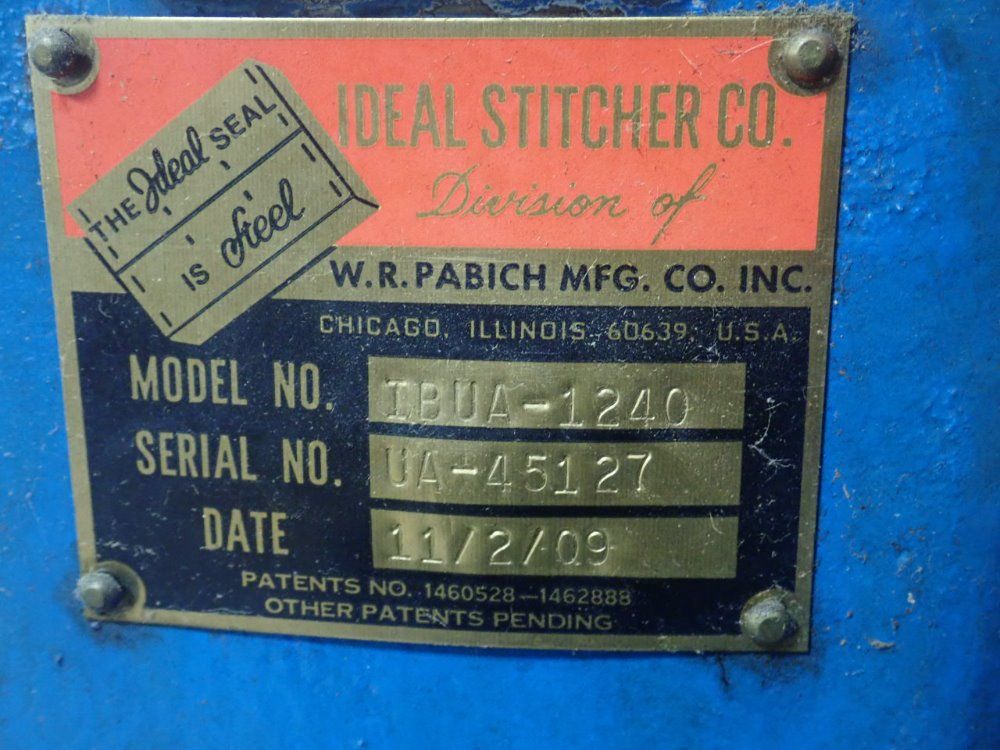 THE Ideal SEAL
IS Steel
IDEAL STITCHER CO.
Division of
W.R. PABICH MFG. CO. INC.
CHICAGO, ILLINOIS 60639, U.S.A.
MODEL NO. IBUA-1240
SERIAL NO. UA-45127
DATE 11/2/09
PATENTS NO. 1460528-1462888
OTHER PATENTS PENDING